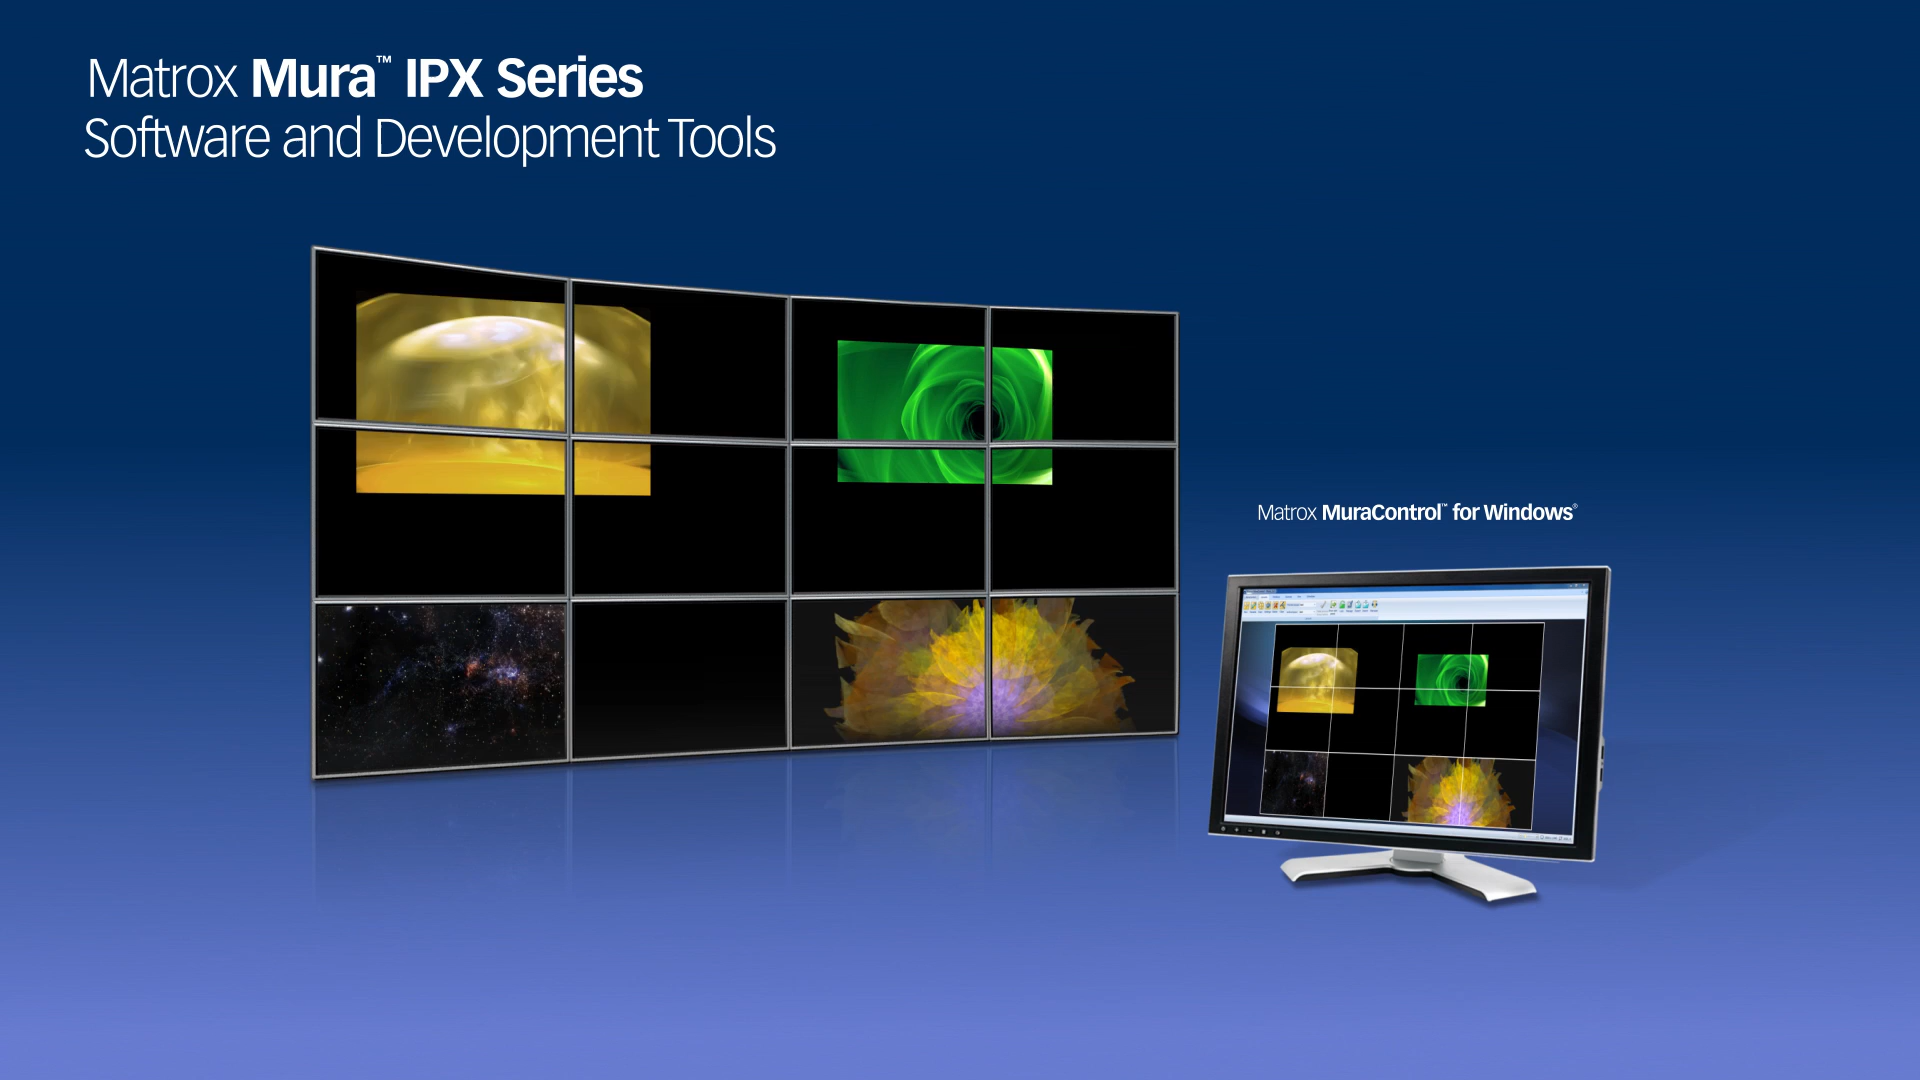 Matrox Mura™ IPX Series
Software and Development Tools
Matrox MuraControl™ for Windows®